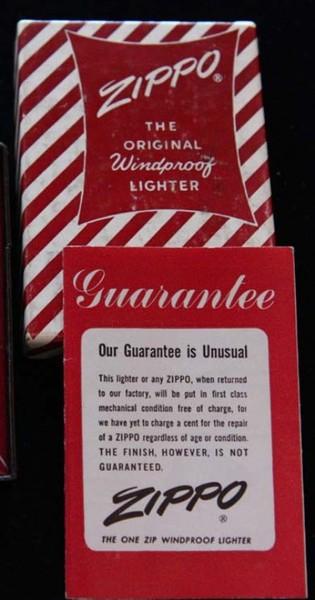 ZIPPO®
THE
ORIGINAL
Windproof
LIGHTER
Guarantee
Our Guarantee is Unusual
This lighter or any ZIPPO, when returned
to our factory, will be put in first class
mechanical condition free of charge, for
we have yet to charge a cent for the repair
of a ZIPPO regardless of age or condition.
THE FINISH, HOWEVER, IS NOT
GUARANTEED.
ZIPPO®
THE ONE ZIP WINDPROOF LIGHTER